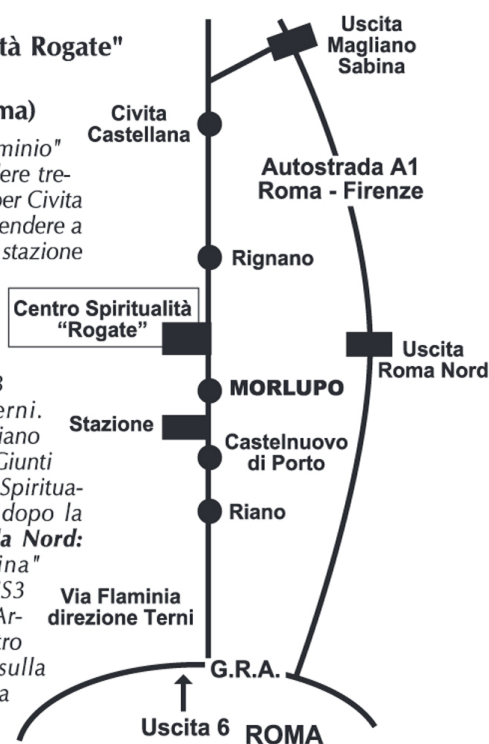 tà Rogate"
ma)
minio"
ere tre-
per Civita
endere a
stazione
3
erni.
iano
Giunti
Spiritua-
dopo la
la Nord:
ina"
S3
Ar-
tro
sulla
a
Uscita
Magliano
Sabina
Civita
Castellana
Autostrada A1
Roma - Firenze
Rignano
Centro Spiritualità
“Rogate”
Uscita
Roma Nord
MORLUPO
Stazione
Castelnuovo
di Porto
Riano
Via Flaminia
direzione Terni
G.R.A.
Uscita 6
ROMA